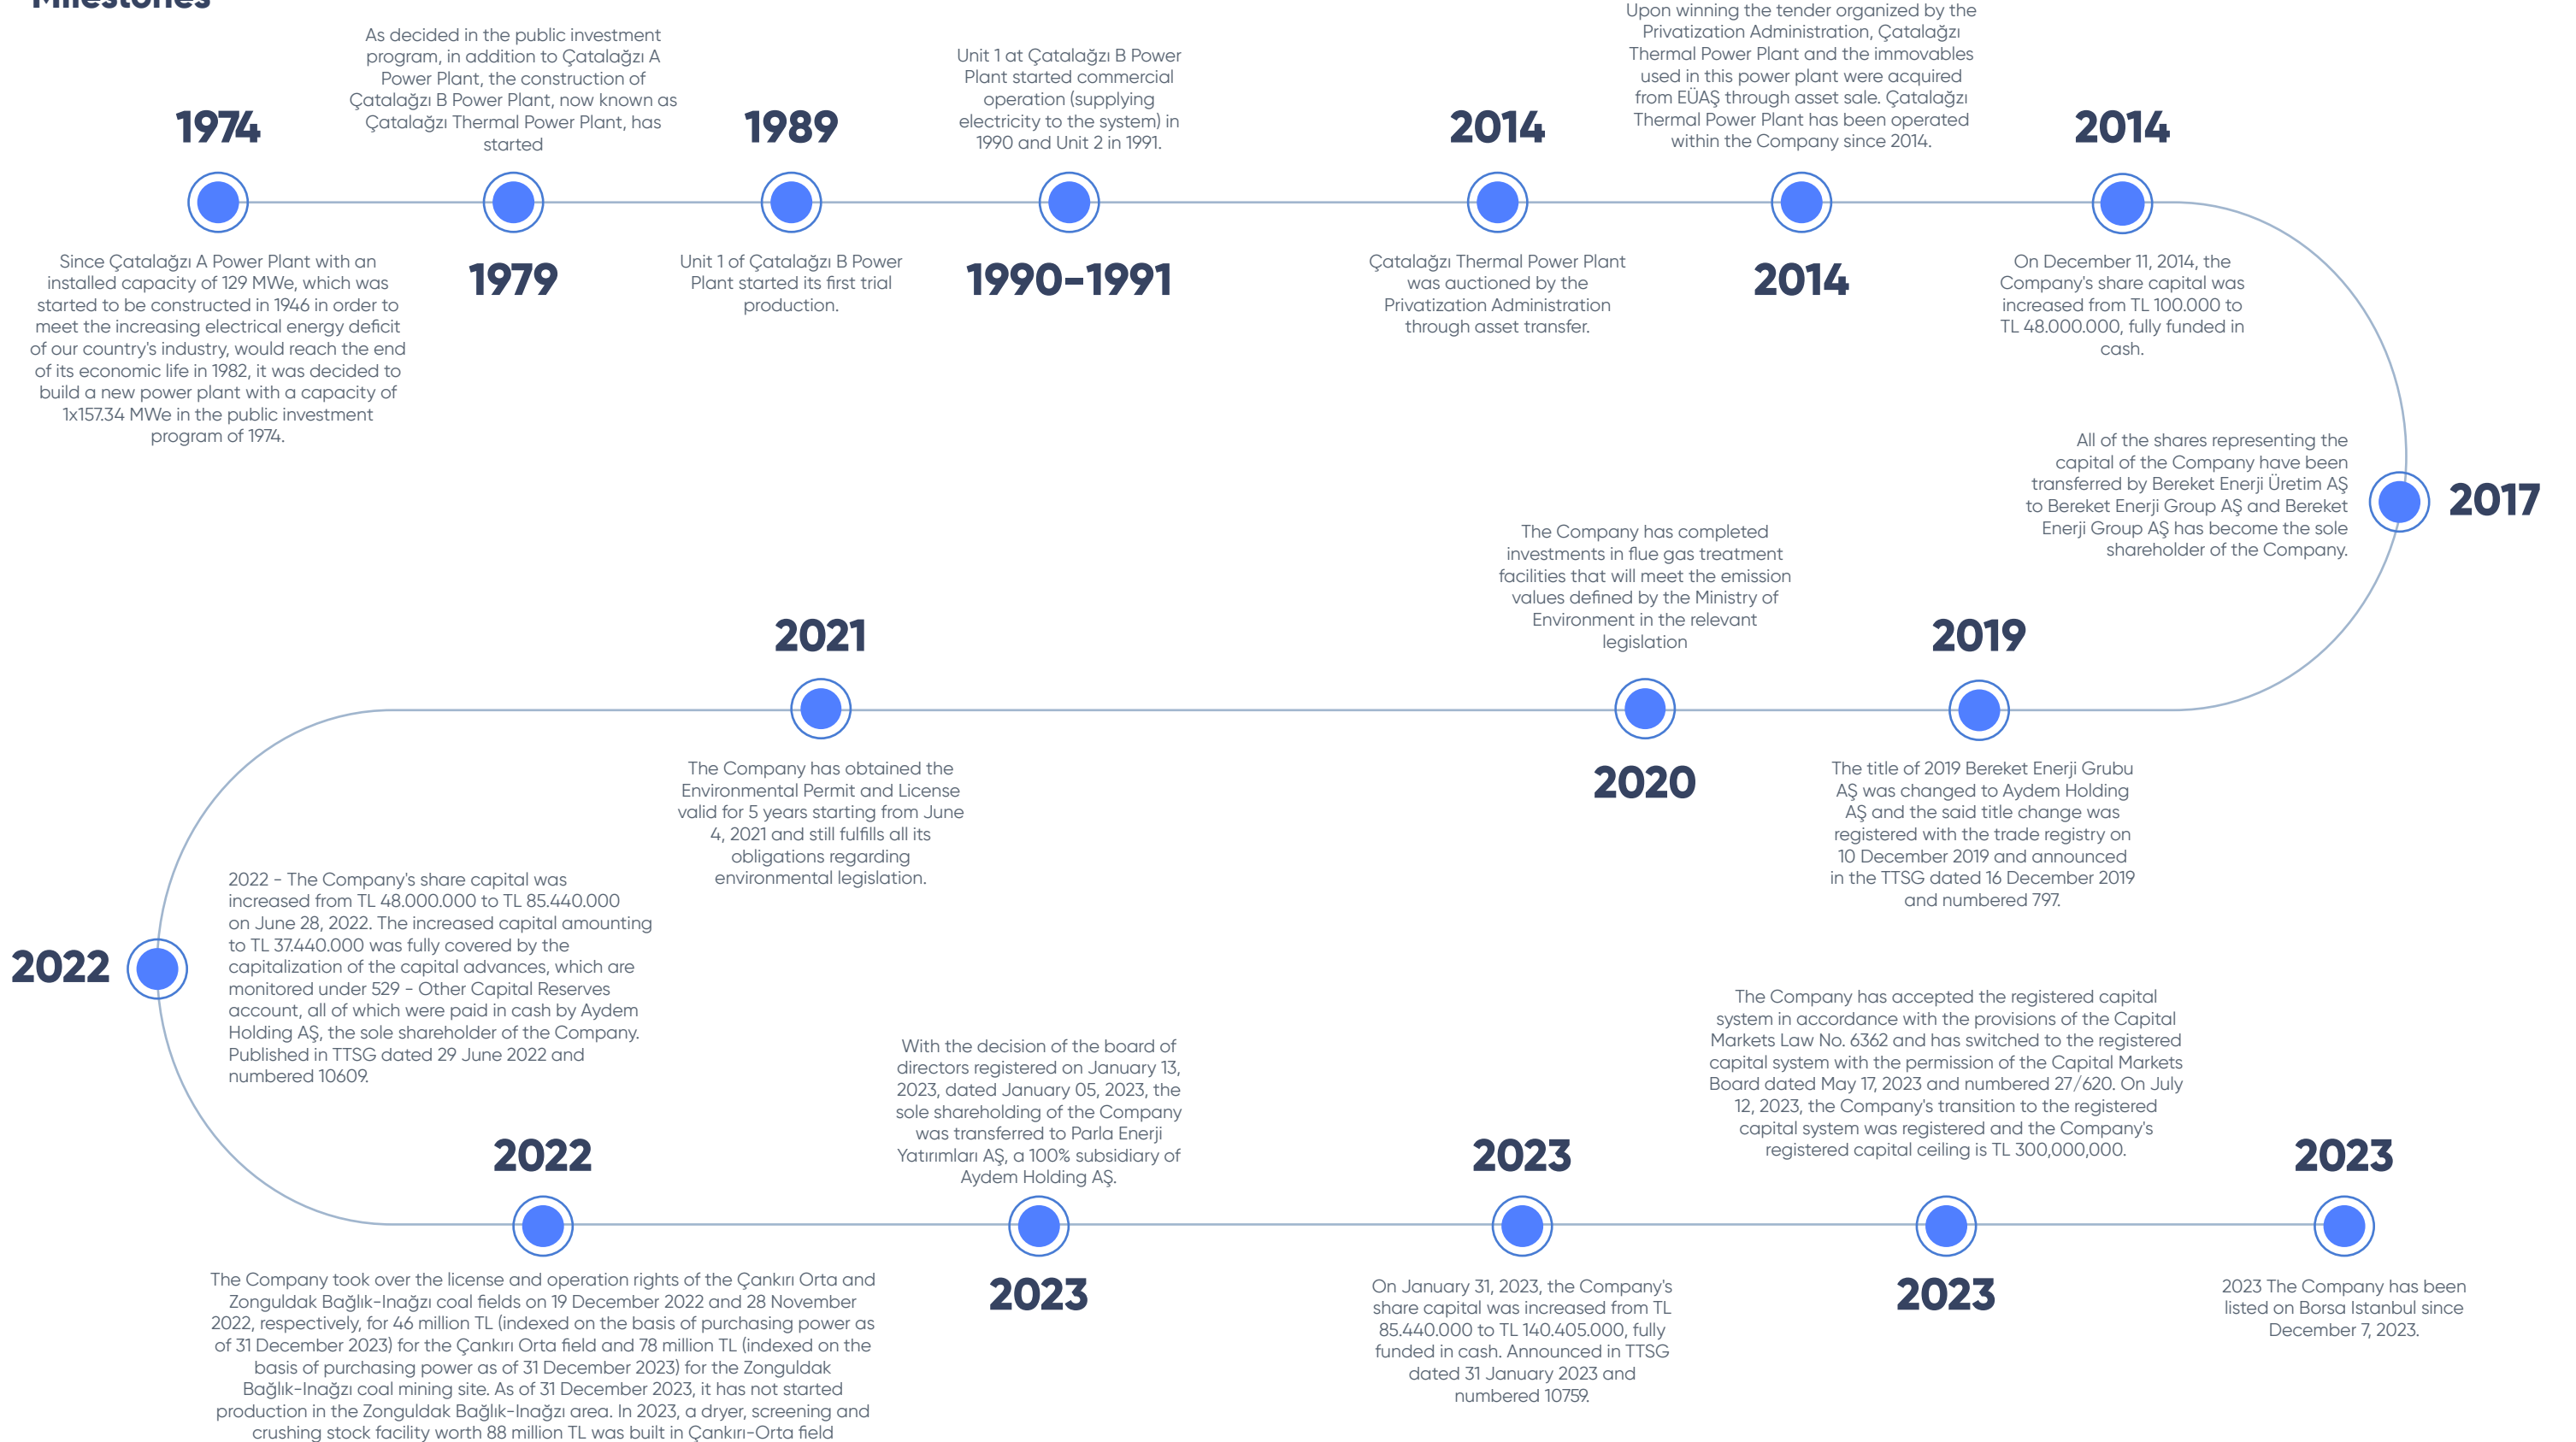 Milestones
1974
Since Çatalağzı A Power Plant with an
installed capacity of 129 MWe, which was
started to be constructed in 1946 in order to
meet the increasing electrical energy deficit
of our country's industry, would reach the end
of its economic life in 1982, it was decided to
build a new power plant with a capacity of
1x157.34 MWe in the public investment
program of 1974.
As decided in the public investment
program, in addition to Çatalağzı A
Power Plant, the construction of
Çatalağzı B Power Plant, now known as
Çatalağzı Thermal Power Plant, has
started
1979
1989
Unit 1 of Çatalağzı B Power
Plant started its first trial
production.
Unit 1 at Çatalağzı B Power
Plant started commercial
operation (supplying
electricity to the system) in
1990 and Unit 2 in 1991.
1990-1991
2014
Çatalağzı Thermal Power Plant
was auctioned by the
Privatization Administration
through asset transfer.
Upon winning the tender organized by the
Privatization Administration, Çatalağzı
Thermal Power Plant and the immovables
used in this power plant were acquired
from EÜAŞ through asset sale. Çatalağzı
Thermal Power Plant has been operated
within the Company since 2014.
2014
2014
On December 11, 2014, the
Company's share capital was
increased from TL 100.000 to
TL 48.000.000, fully funded in
cash.
All of the shares representing the
capital of the Company have been
transferred by Bereket Enerji Üretim AŞ
to Bereket Enerji Group AŞ and Bereket
Enerji Group AŞ has become the sole
shareholder of the Company.
2017
2019
The title of 2019 Bereket Enerji Grubu
AŞ was changed to Aydem Holding
AŞ and the said title change was
registered with the trade registry on
10 December 2019 and announced
in the TTSG dated 16 December 2019
and numbered 797.
The Company has completed
investments in flue gas treatment
facilities that will meet the emission
values defined by the Ministry of
Environment in the relevant
legislation
2020
2021
The Company has obtained the
Environmental Permit and License
valid for 5 years starting from June
4, 2021 and still fulfills all its
obligations regarding
environmental legislation.
2022
2022 - The Company's share capital was
increased from TL 48.000.000 to TL 85.440.000
on June 28, 2022. The increased capital amounting
to TL 37.440.000 was fully covered by the
capitalization of the capital advances, which are
monitored under 529 - Other Capital Reserves
account, all of which were paid in cash by Aydem
Holding AŞ, the sole shareholder of the Company.
Published in TTSG dated 29 June 2022 and
numbered 10609.
2022
The Company took over the license and operation rights of the Çankırı Orta and
Zonguldak Bağlık-Inağzı coal fields on 19 December 2022 and 28 November
2022, respectively, for 46 million TL (indexed on the basis of purchasing power as
of 31 December 2023) for the Çankırı Orta field and 78 million TL (indexed on the
basis of purchasing power as of 31 December 2023) for the Zonguldak
Bağlık-Inağzı coal mining site. As of 31 December 2023, it has not started
production in the Zonguldak Bağlık-Inağzı area. In 2023, a dryer, screening and
crushing stock facility worth 88 million TL was built in Çankırı-Orta field
With the decision of the board of
directors registered on January 13,
2023, dated January 05, 2023, the
sole shareholding of the Company
was transferred to Parla Enerji
Yatırımları AŞ, a 100% subsidiary of
Aydem Holding AŞ.
2023
2023
On January 31, 2023, the Company's
share capital was increased from TL
85.440.000 to TL 140.405.000, fully
funded in cash. Announced in TTSG
dated 31 January 2023 and
numbered 10759.
The Company has accepted the registered capital
system in accordance with the provisions of the Capital
Markets Law No. 6362 and has switched to the registered
capital system with the permission of the Capital Markets
Board dated May 17, 2023 and numbered 27/620. On July
12, 2023, the Company's transition to the registered
capital system was registered and the Company's
registered capital ceiling is TL 300,000,000.
2023
2023
2023 The Company has been
listed on Borsa Istanbul since
December 7, 2023.